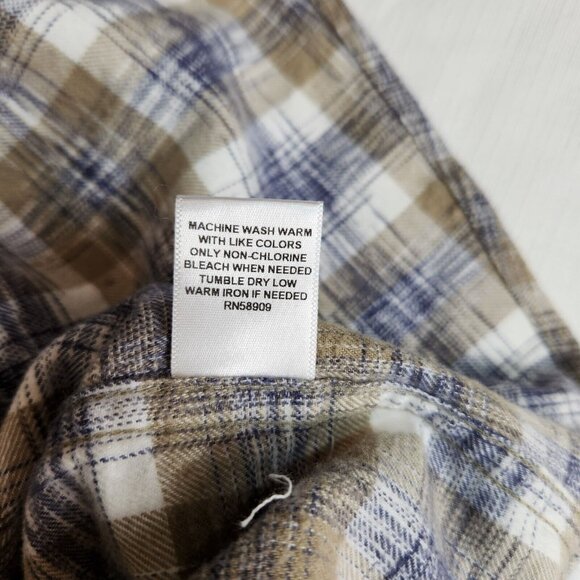 MACHINE WASH WARM
WITH LIKE COLORS
ONLY NON-CHLORINE
BLEACH WHEN NEEDED
TUMBLE DRY LOW
WARM IRON IF NEEDED
RN58909